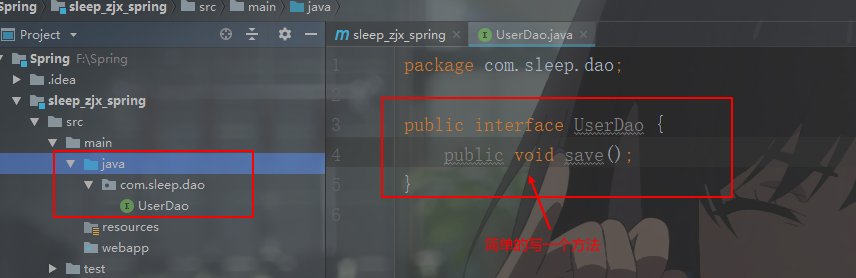 Spring
sleep_zjx_spring
src
main
java
Project
Spring F:\Spring
.idea
sleep_zjx_spring
src
main
java
com.sleep.dao
UserDao
resources
webapp
test
sleep_zjx_spring
UserDao.java
1 package com.sleep.dao;
2
3 public interface UserDao {
4 public void save();
5 }
6
简单的写一个方法